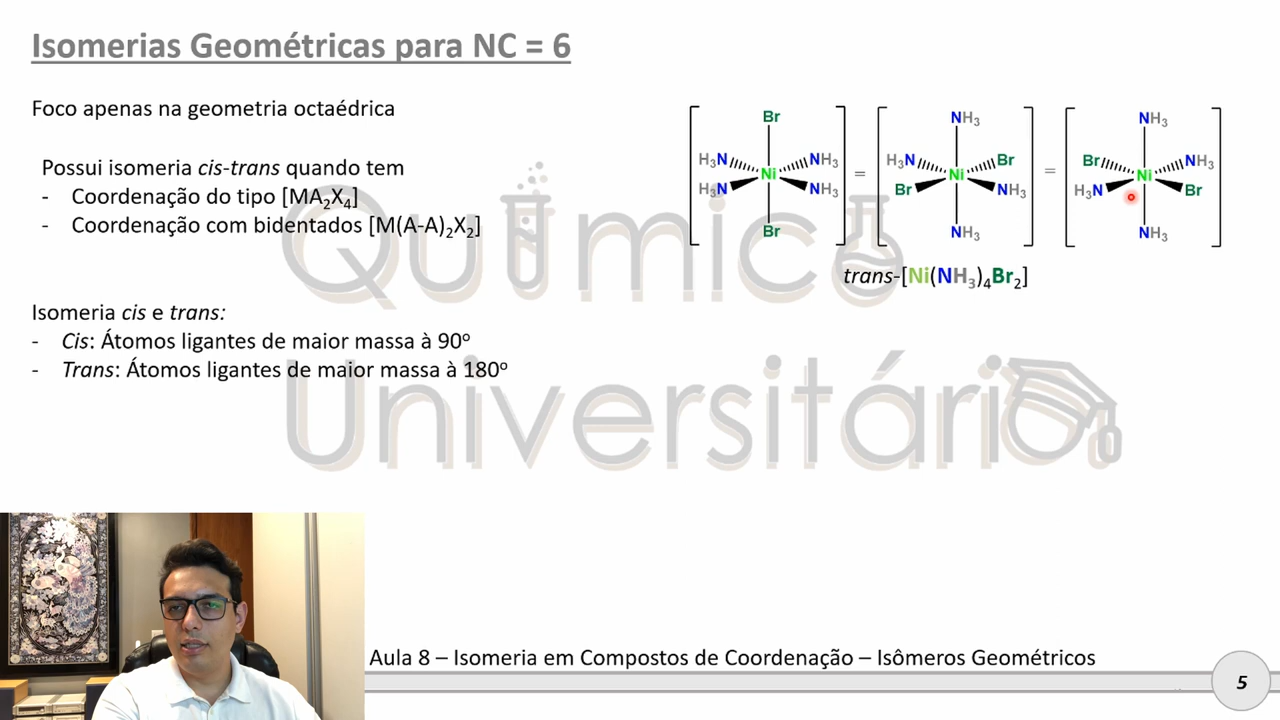 Isomerias Geométricas para NC = 6
Foco apenas na geometria octaédrica
Possui isomeria cis-trans quando tem
- Coordenação do tipo [MA2X4]
- Coordenação com bidentados [M(A-A)2X2]
Isomeria cis e trans:
- Cis: Átomos ligantes de maior massa à 90º
- Trans: Átomos ligantes de maior massa à 180º
Br
H3N NH3
Ni
H3N NH3
Br
=
NH3
H3N Br
Ni
Br NH3
NH3
=
NH3
Br NH3
Ni
H3N Br
NH3
trans-[Ni(NH3)4Br2]
Químico
Universitário
Aula 8 – Isomeria em Compostos de Coordenação – Isômeros Geométricos
5